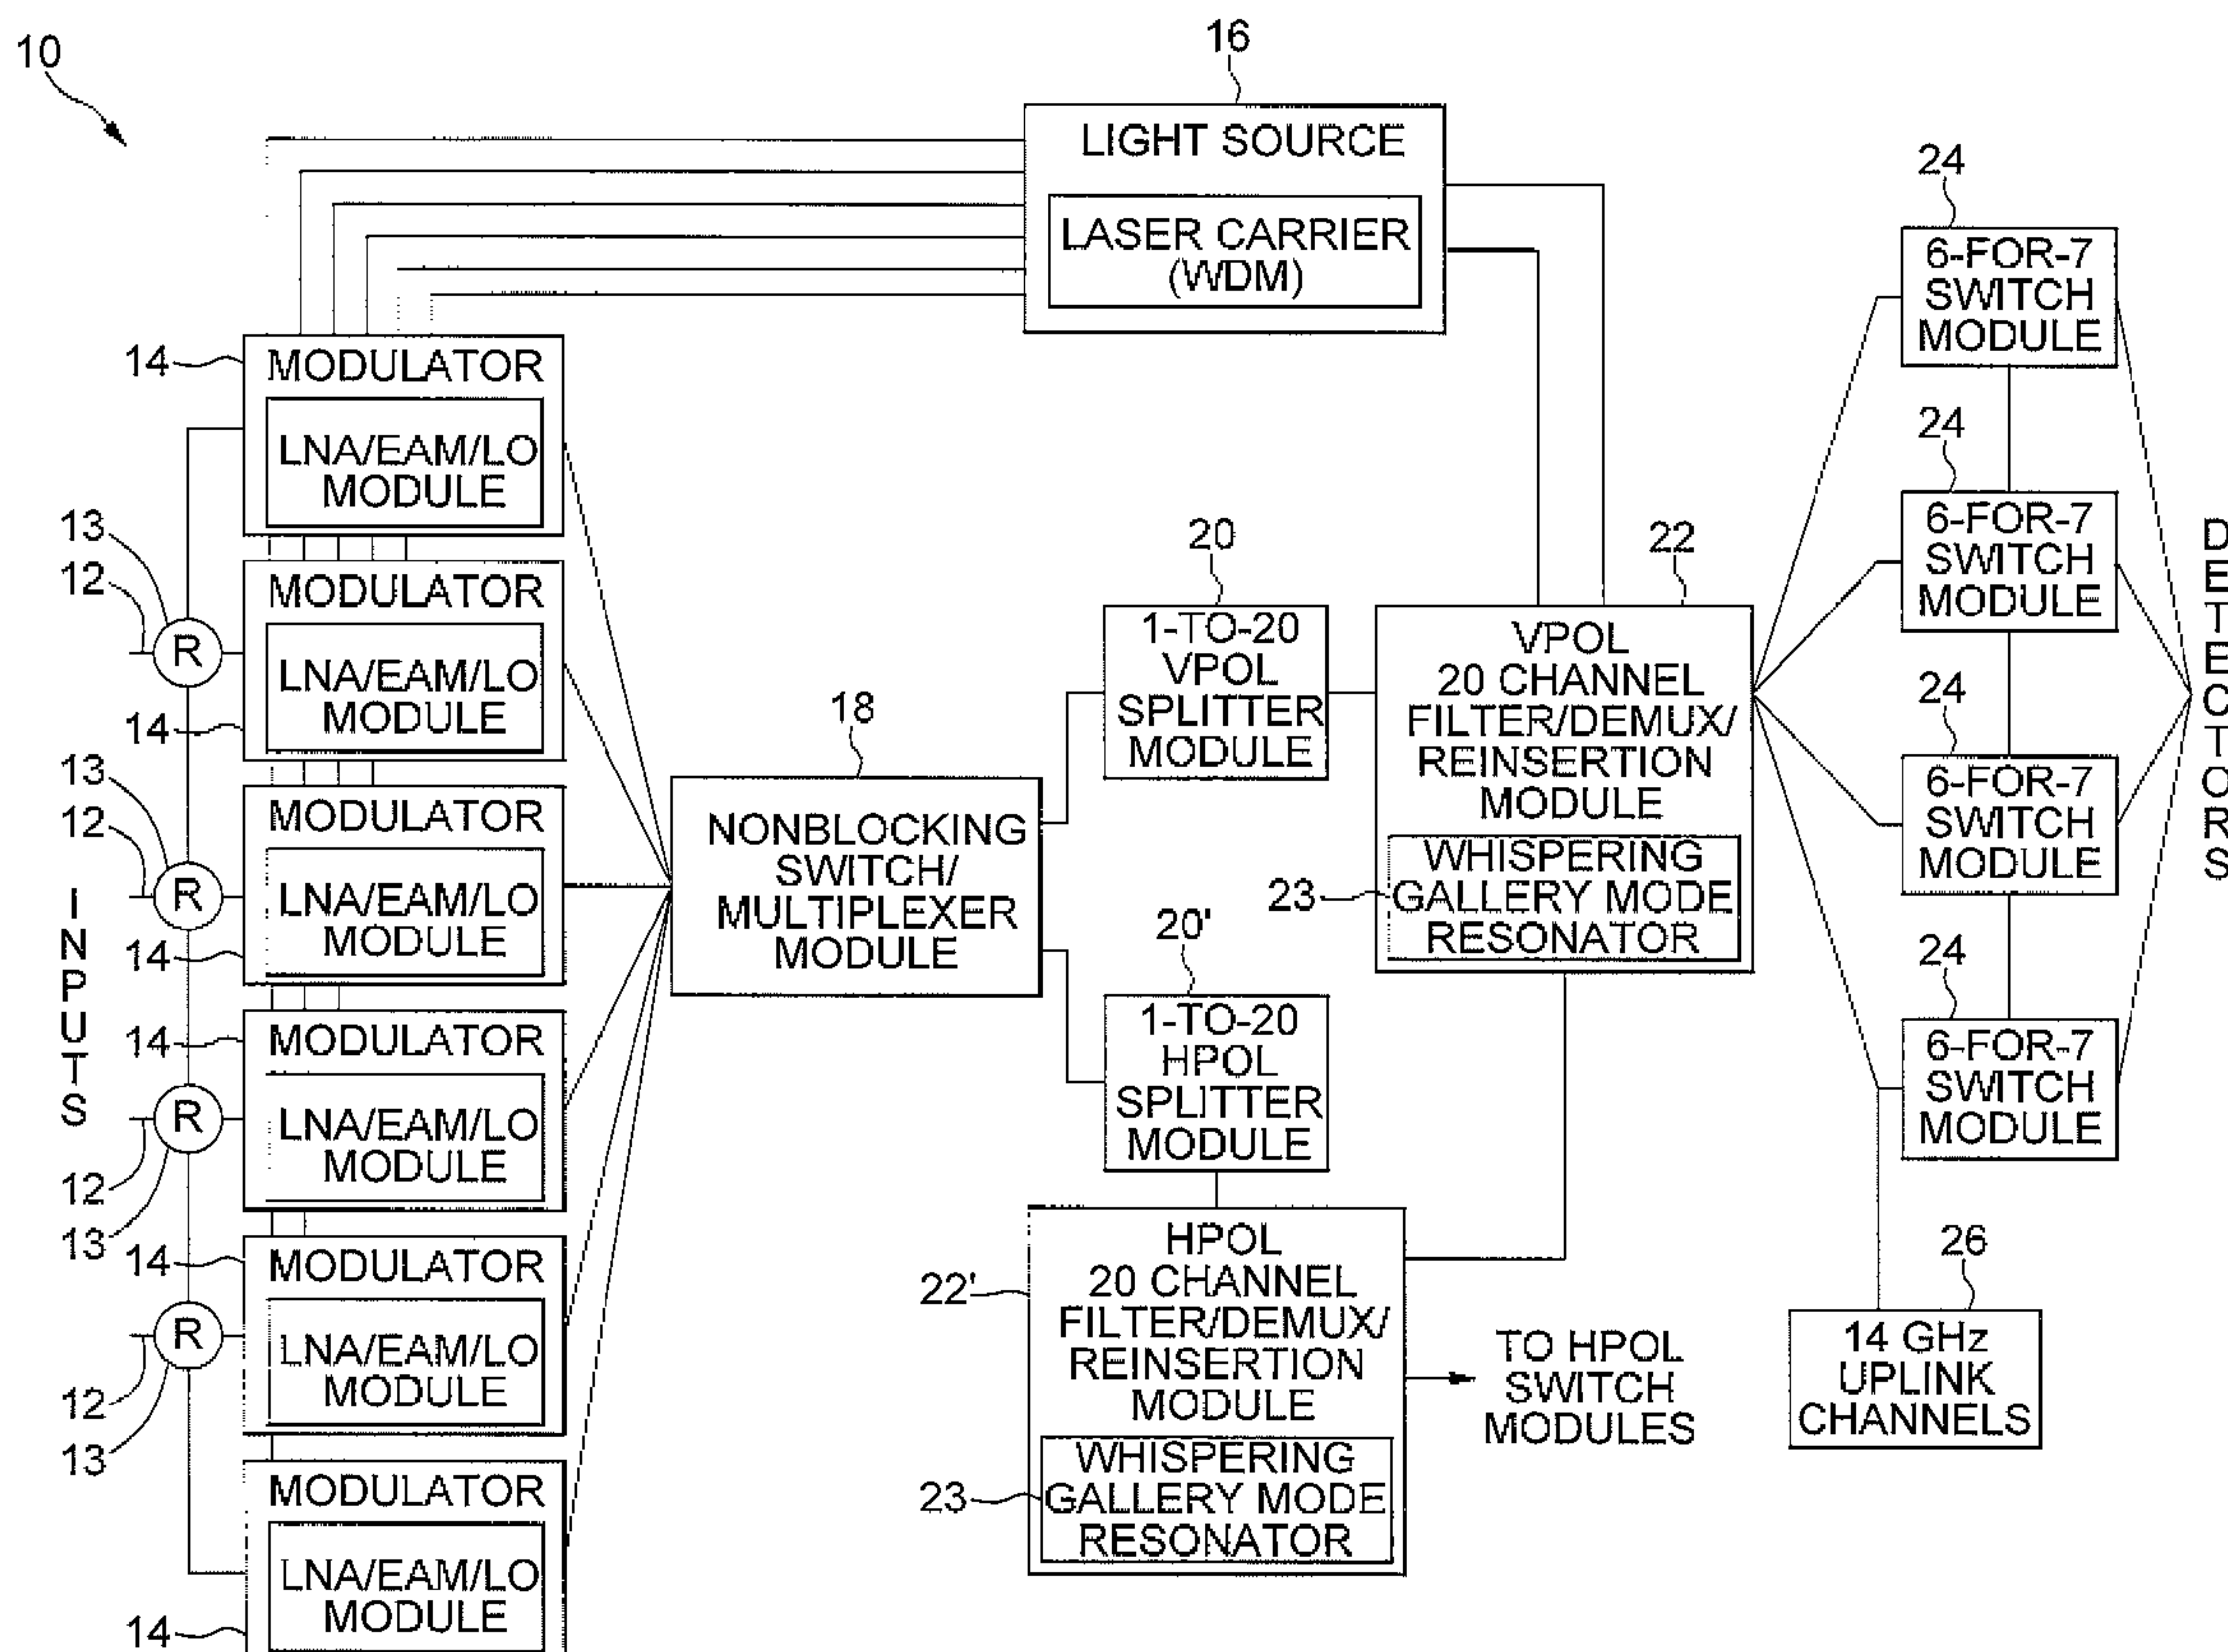 10
16
LIGHT SOURCE
LASER CARRIER
(WDM)
14
MODULATOR
LNA/EAM/LO
MODULE
13
12
R
MODULATOR
LNA/EAM/LO
MODULE
14
13
12
R
MODULATOR
LNA/EAM/LO
MODULE
14
INPUTS
14
MODULATOR
LNA/EAM/LO
MODULE
R
12
13
14
MODULATOR
LNA/EAM/LO
MODULE
R
12
13
MODULATOR
LNA/EAM/LO
MODULE
14
18
NONBLOCKING
SWITCH/
MULTIPLEXER
MODULE
20
1-TO-20
VPOL
SPLITTER
MODULE
20'
1-TO-20
HPOL
SPLITTER
MODULE
22
VPOL
20 CHANNEL
FILTER/DEMUX/
REINSERTION
MODULE
23
WHISPERING
GALLERY MODE
RESONATOR
22'
HPOL
20 CHANNEL
FILTER/DEMUX/
REINSERTION
MODULE
23
WHISPERING
GALLERY MODE
RESONATOR
TO HPOL
SWITCH
MODULES
24
6-FOR-7
SWITCH
MODULE
24
6-FOR-7
SWITCH
MODULE
24
6-FOR-7
SWITCH
MODULE
24
6-FOR-7
SWITCH
MODULE
26
14 GHz
UPLINK
CHANNELS
DETECTORS